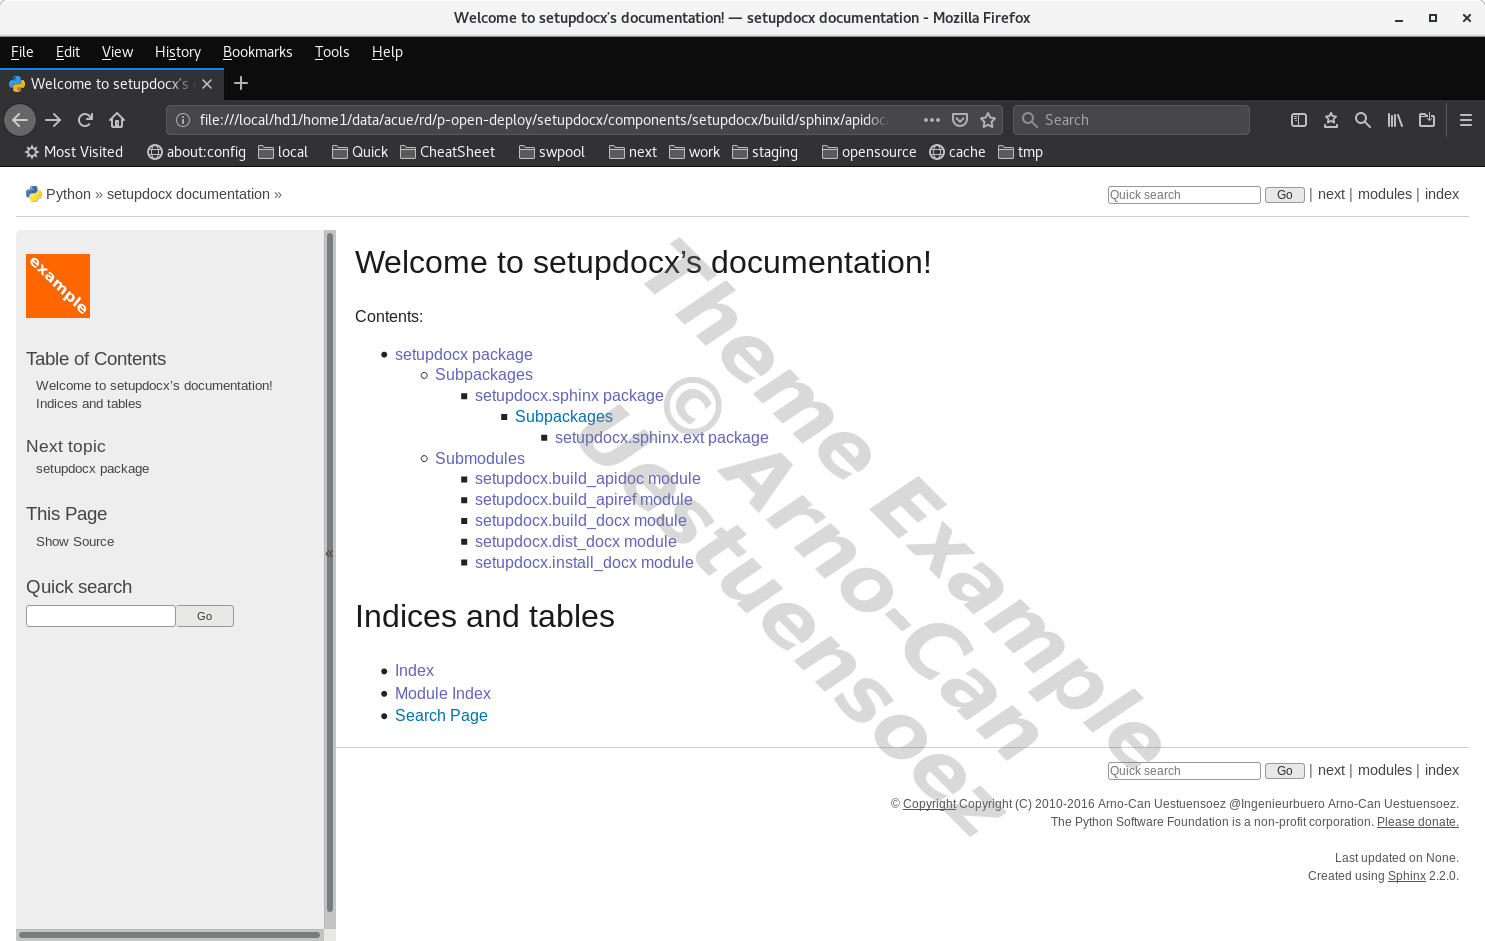 Welcome to setupdocx's documentation! — setupdocx documentation - Mozilla Firefox
File Edit View History Bookmarks Tools Help
Welcome to setupdocx's
file:///local/hd1/home1/data/acue/rd/p-open-deploy/setupdocx/components/setupdocx/build/sphinx/apidoc
Search
Most Visited about:config local Quick CheatSheet swpool next work staging opensource cache tmp
Python » setupdocx documentation »
Quick search Go | next | modules | index
example
Table of Contents
Welcome to setupdocx’s documentation!
Indices and tables
Next topic
setupdocx package
This Page
Show Source
Quick search
Go
«
Welcome to setupdocx’s documentation!
Contents:
• setupdocx package
Subpackages
setupdocx.sphinx package
Subpackages
setupdocx.sphinx.ext package
Submodules
setupdocx.build_apidoc module
setupdocx.build_apiref module
setupdocx.build_docx module
setupdocx.dist_docx module
setupdocx.install_docx module
Indices and tables
• Index
• Module Index
• Search Page
Theme Example
© Arno-Can
Uestuensoez
Quick search Go | next | modules | index
© Copyright Copyright (C) 2010-2016 Arno-Can Uestuensoez @Ingenieurbuero Arno-Can Uestuensoez.
The Python Software Foundation is a non-profit corporation. Please donate.
Last updated on None.
Created using Sphinx 2.2.0.